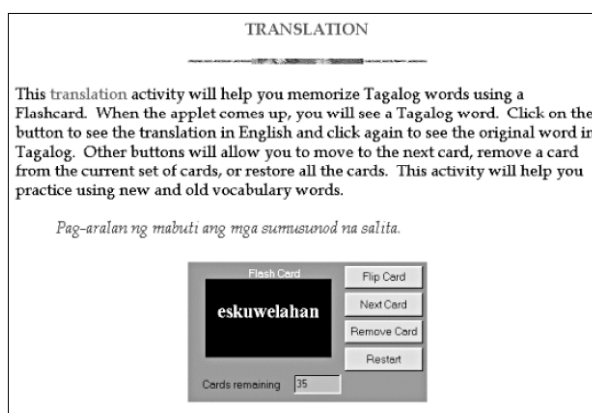 TRANSLATION
This translation activity will help you memorize Tagalog words using a
Flashcard. When the applet comes up, you will see a Tagalog word. Click on the
button to see the translation in English and click again to see the original word in
Tagalog. Other buttons will allow you to move to the next card, remove a card
from the current set of cards, or restore all the cards. This activity will help you
practice using new and old vocabulary words.
Pag-aralan ng mabuti ang mga sumusunod na salita.
Flash Card
eskuwelahan
Flip Card
Next Card
Remove Card
Restart
Cards remaining 35